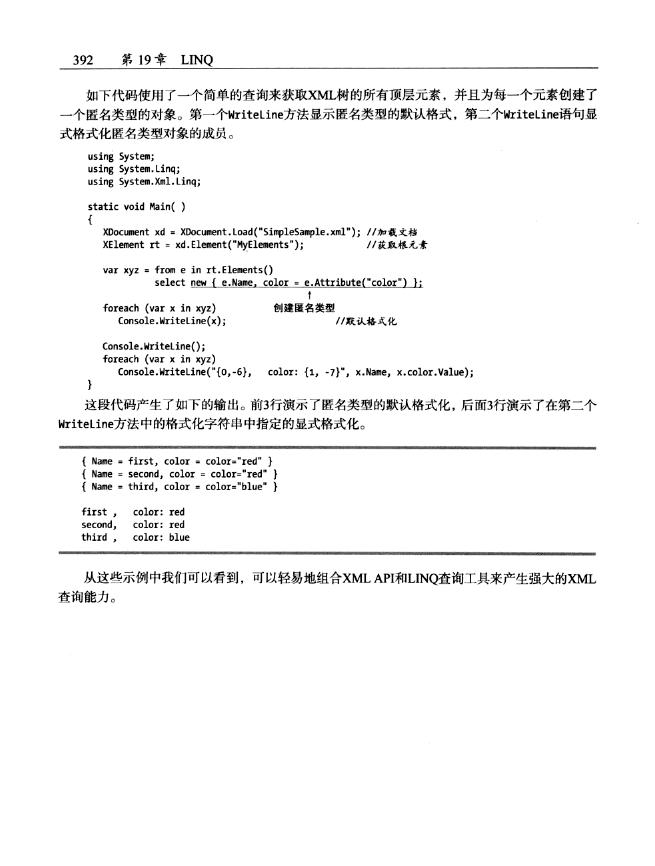 392 第19章 LINQ
如下代码使用了一个简单的查询来获取XML树的所有顶层元素，并且为每一个元素创建了
一个匿名类型的对象。第一个WriteLine方法显示匿名类型的默认格式，第二个WriteLine语句显
式格式化匿名类型对象的成员。
using System;
using System.Linq;
using System.Xml.Linq;
static void Main( )
{
XDocument xd = XDocument.Load("SimpleSample.xml"); //加载文档
XElement rt = xd.Element("MyElements"); //获取根元素
var xyz = from e in rt.Elements()
select new { e.Name, color = e.Attribute("color") };
↑
foreach (var x in xyz) 创建匿名类型
Console.WriteLine(x); //默认格式化
Console.WriteLine();
foreach (var x in xyz)
Console.WriteLine("{0,-6}, color: {1, -7}", x.Name, x.color.Value);
}
这段代码产生了如下的输出。前3行演示了匿名类型的默认格式化，后面3行演示了在第二个
WriteLine方法中的格式化字符串中指定的显式格式化。
{ Name = first, color = color="red" }
{ Name = second, color = color="red" }
{ Name = third, color = color="blue" }
first , color: red
second, color: red
third , color: blue
从这些示例中我们可以看到，可以轻易地组合XML API和LINQ查询工具来产生强大的XML
查询能力。